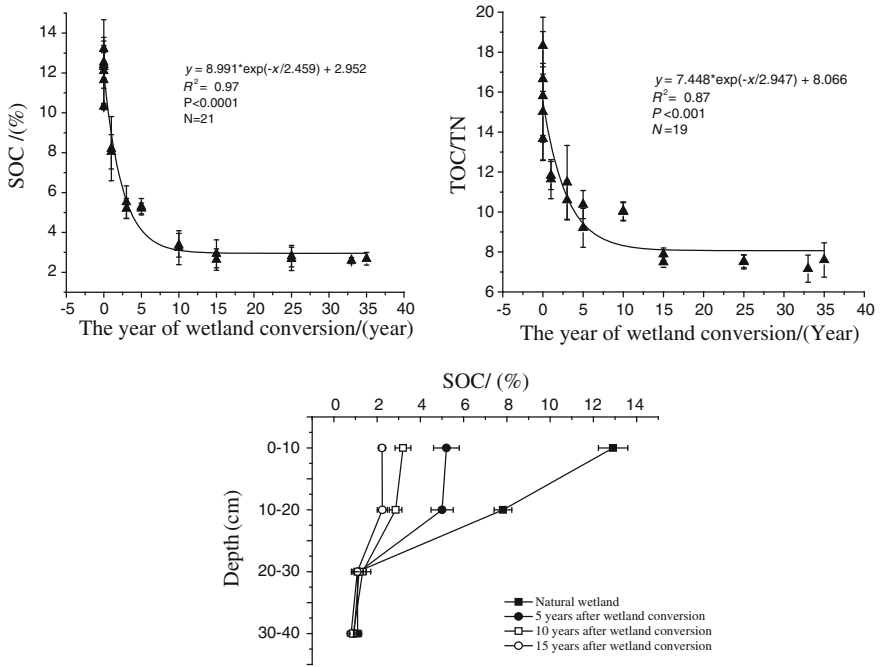 14
12
10
8
6
4
2
SOC /(%)
y = 8.991*exp(-x/2.459) + 2.952
R² = 0.97
P<0.0001
N=21
-5 0 5 10 15 20 25 30 35 40
The year of wetland conversion/(year)
20
18
16
14
12
10
8
6
TOC/TN
y = 7.448*exp(-x/2.947) + 8.066
R² = 0.87
P<0.001
N=19
-5 0 5 10 15 20 25 30 35 40
The year of wetland conversion/(Year)
SOC/ (%)
0 2 4 6 8 10 12 14
0-10
10-20
20-30
30-40
Depth (cm)
Natural wetland
5 years after wetland conversion
10 years after wetland conversion
15 years after wetland conversion